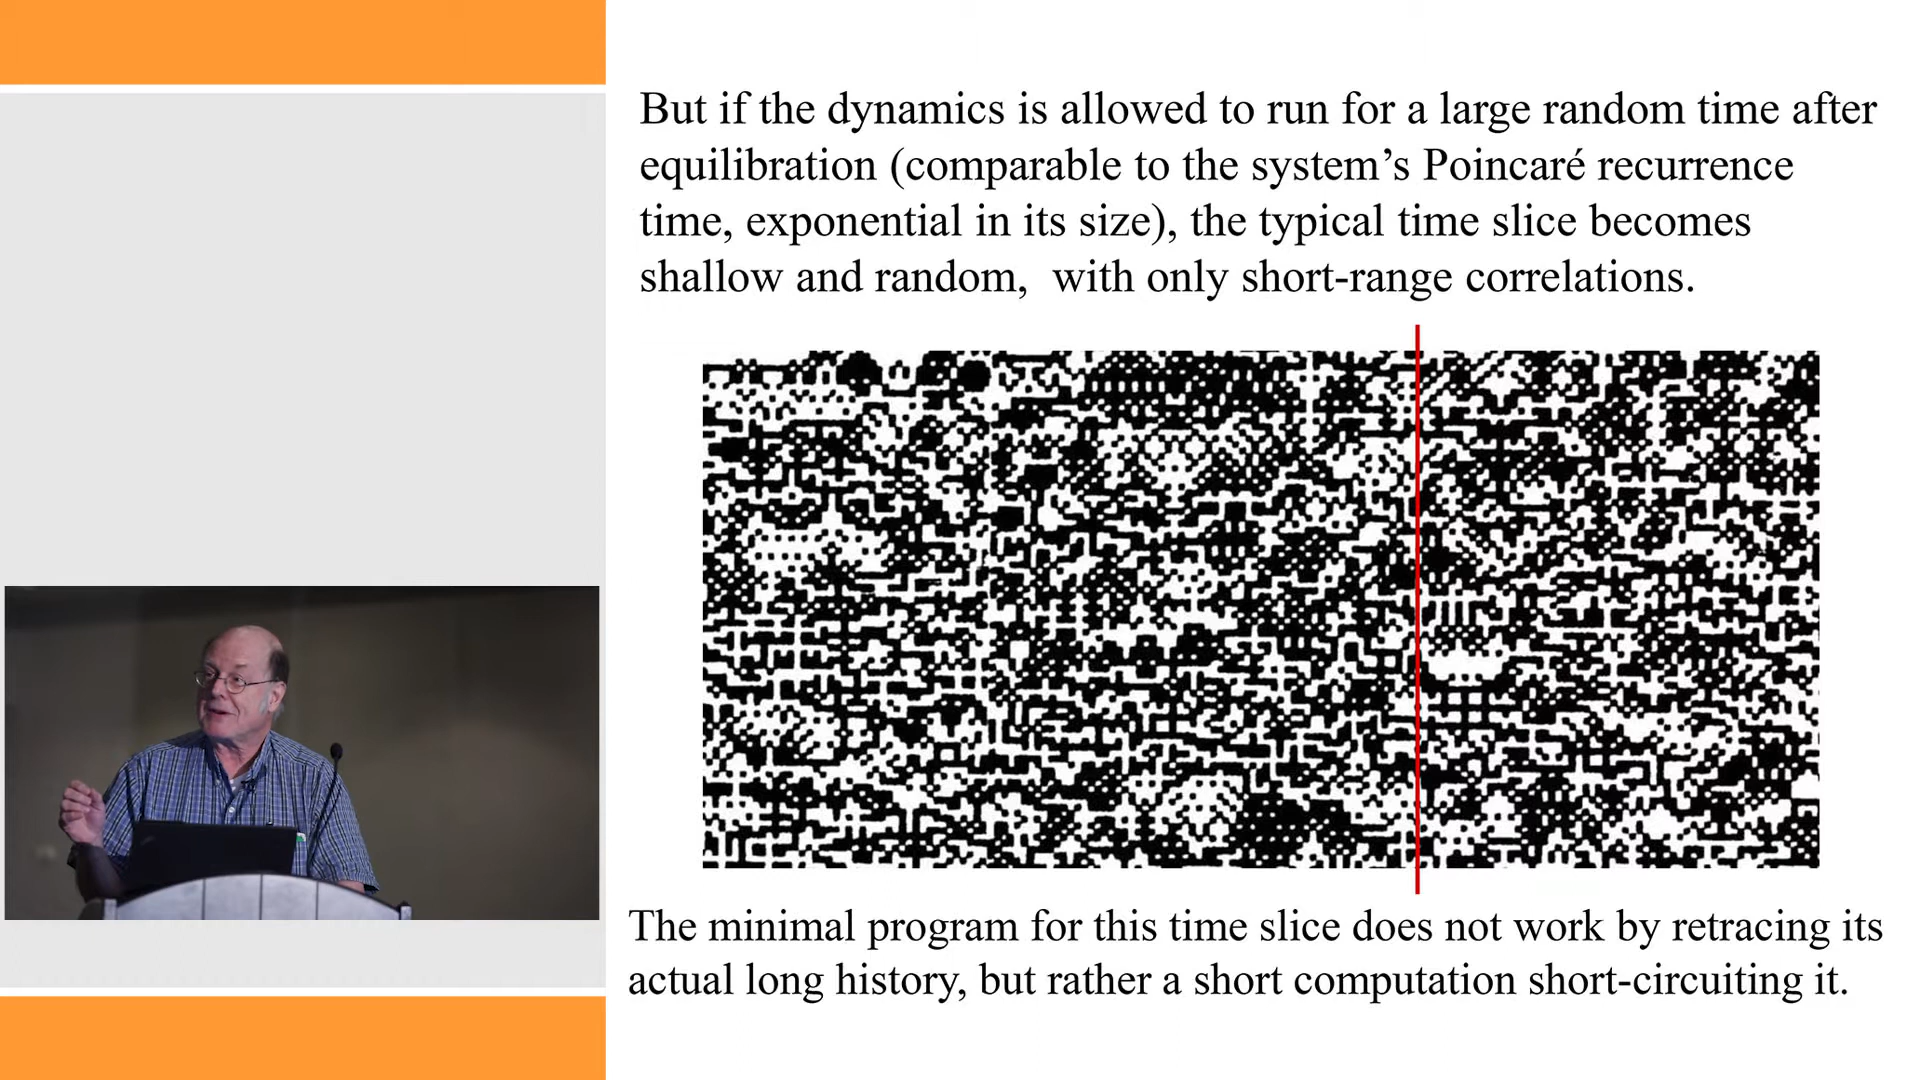 But if the dynamics is allowed to run for a large random time after
equilibration (comparable to the system’s Poincaré recurrence
time, exponential in its size), the typical time slice becomes
shallow and random,  with only short-range correlations.
The minimal program for this time slice does not work by retracing its
actual long history, but rather a short computation short-circuiting it.